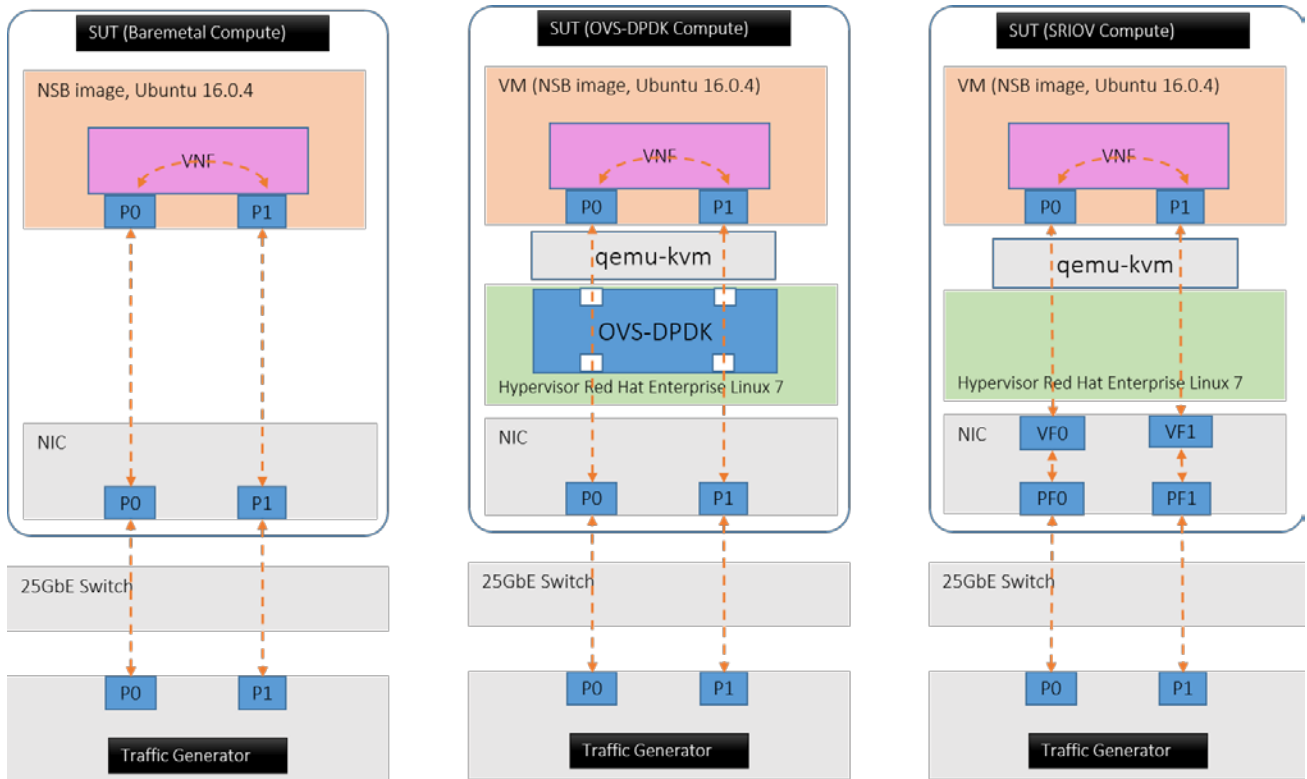 SUT (Baremetal Compute)
NSB image, Ubuntu 16.0.4
VNF
P0
P1
NIC
P0
P1
25GbE Switch
P0
P1
Traffic Generator
SUT (OVS-DPDK Compute)
VM (NSB image, Ubuntu 16.0.4)
VNF
P0
P1
qemu-kvm
OVS-DPDK
Hypervisor Red Hat Enterprise Linux 7
NIC
P0
P1
25GbE Switch
P0
P1
Traffic Generator
SUT (SRIOV Compute)
VM (NSB image, Ubuntu 16.0.4)
VNF
P0
P1
qemu-kvm
Hypervisor Red Hat Enterprise Linux 7
NIC
VF0
VF1
PF0
PF1
25GbE Switch
P0
P1
Traffic Generator